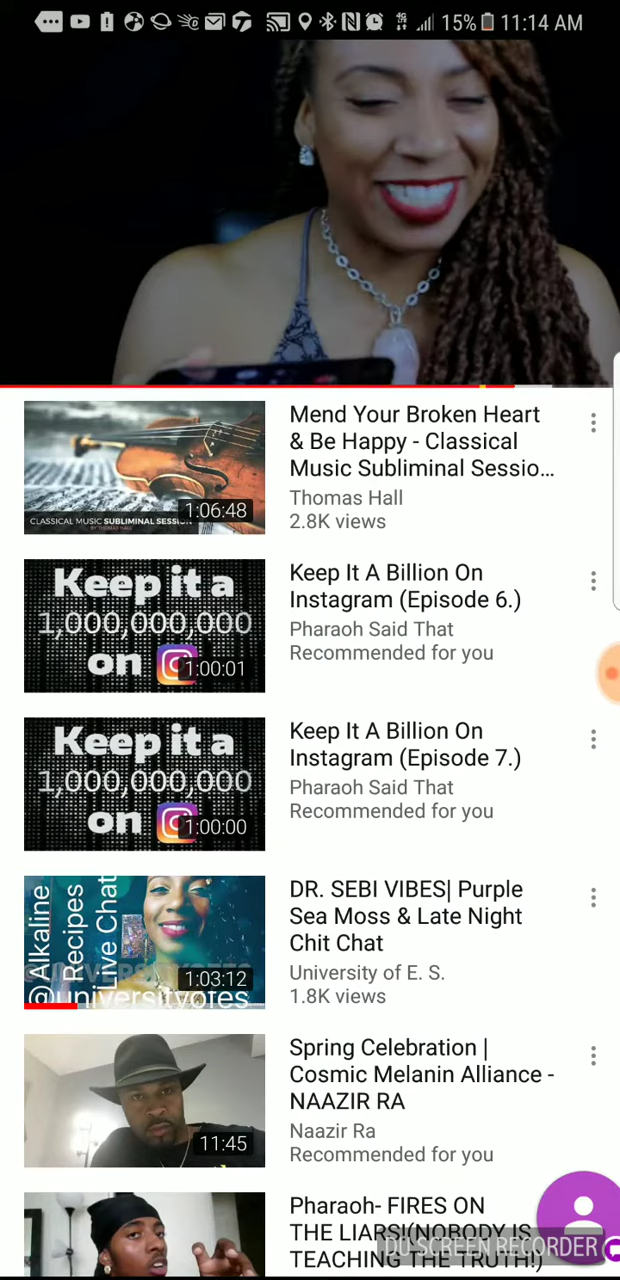 15% 11:14 AM
Mend Your Broken Heart
& Be Happy - Classical
Music Subliminal Sessio...
Thomas Hall
2.8K views
1:06:48
CLASSICAL MUSIC SUBLIMINAL SESSION
BY THOMAS HALL
Keep it a
1,000,000,000
on
1:00:01
Keep It A Billion On
Instagram (Episode 6.)
Pharaoh Said That
Recommended for you
Keep it a
1,000,000,000
on
1:00:00
Keep It A Billion On
Instagram (Episode 7.)
Pharaoh Said That
Recommended for you
@Alkaline
Recipes
Live Chat
1:03:12
@universityofes
DR. SEBI VIBES| Purple
Sea Moss & Late Night
Chit Chat
University of E. S.
1.8K views
11:45
Spring Celebration |
Cosmic Melanin Alliance -
NAAZIR RA
Naazir Ra
Recommended for you
Pharaoh- FIRES ON
THE LIARS!(NOBODY IS
TEACHING THE TRUTH!)
DU SCREEN RECORDER